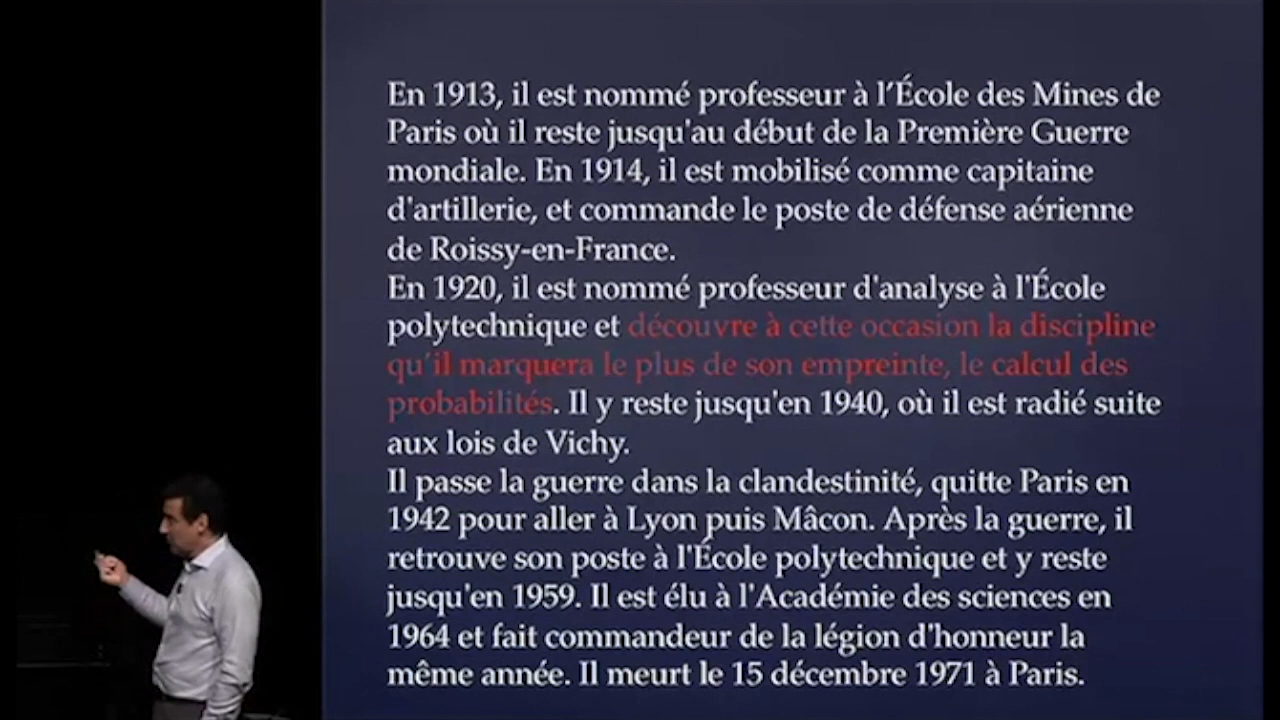 En 1913, il est nommé professeur à l’École des Mines de
Paris où il reste jusqu'au début de la Première Guerre
mondiale. En 1914, il est mobilisé comme capitaine
d'artillerie, et commande le poste de défense aérienne
de Roissy-en-France.
En 1920, il est nommé professeur d'analyse à l'École
polytechnique et découvre à cette occasion la discipline
qu’il marquera le plus de son empreinte, le calcul des
probabilités. Il y reste jusqu'en 1940, où il est radié suite
aux lois de Vichy.
Il passe la guerre dans la clandestinité, quitte Paris en
1942 pour aller à Lyon puis Mâcon. Après la guerre, il
retrouve son poste à l'École polytechnique et y reste
jusqu'en 1959. Il est élu à l'Académie des sciences en
1964 et fait commandeur de la légion d'honneur la
même année. Il meurt le 15 décembre 1971 à Paris.